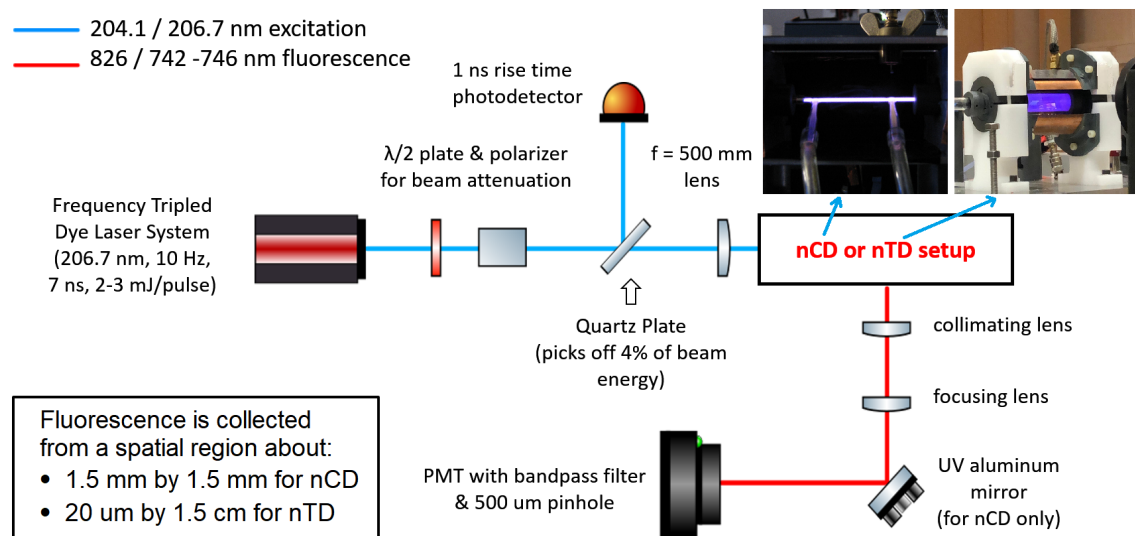 204.1 / 206.7 nm excitation
826 / 742 -746 nm fluorescence
1 ns rise time
photodetector
λ/2 plate & polarizer
for beam attenuation
f = 500 mm
lens
Frequency Tripled
Dye Laser System
(206.7 nm, 10 Hz,
7 ns, 2-3 mJ/pulse)
nCD or nTD setup
Quartz Plate
(picks off 4% of beam
energy)
collimating lens
focusing lens
Fluorescence is collected
from a spatial region about:
• 1.5 mm by 1.5 mm for nCD
• 20 um by 1.5 cm for nTD
PMT with bandpass filter
& 500 um pinhole
UV aluminum
mirror
(for nCD only)